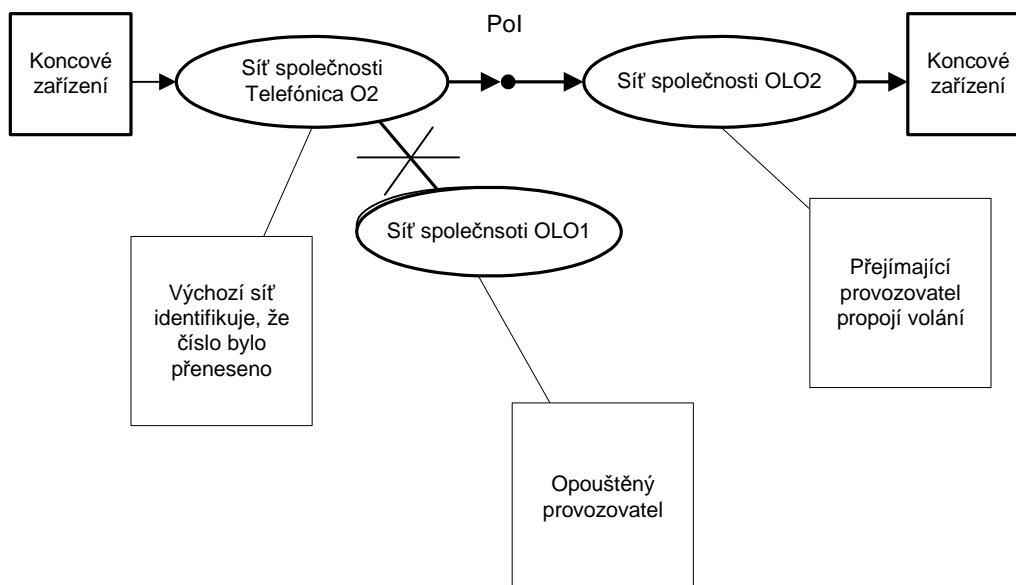 PoI
Koncové
zařízení
Síť společnosti
Telefónica O2
Síť společnosti OLO2
Koncové
zařízení
Síť společnsoti OLO1
Výchozí síť
identifikuje, že
číslo bylo
přeneseno
Přejímající
provozovatel
propojí volání
Opouštěný
provozovatel